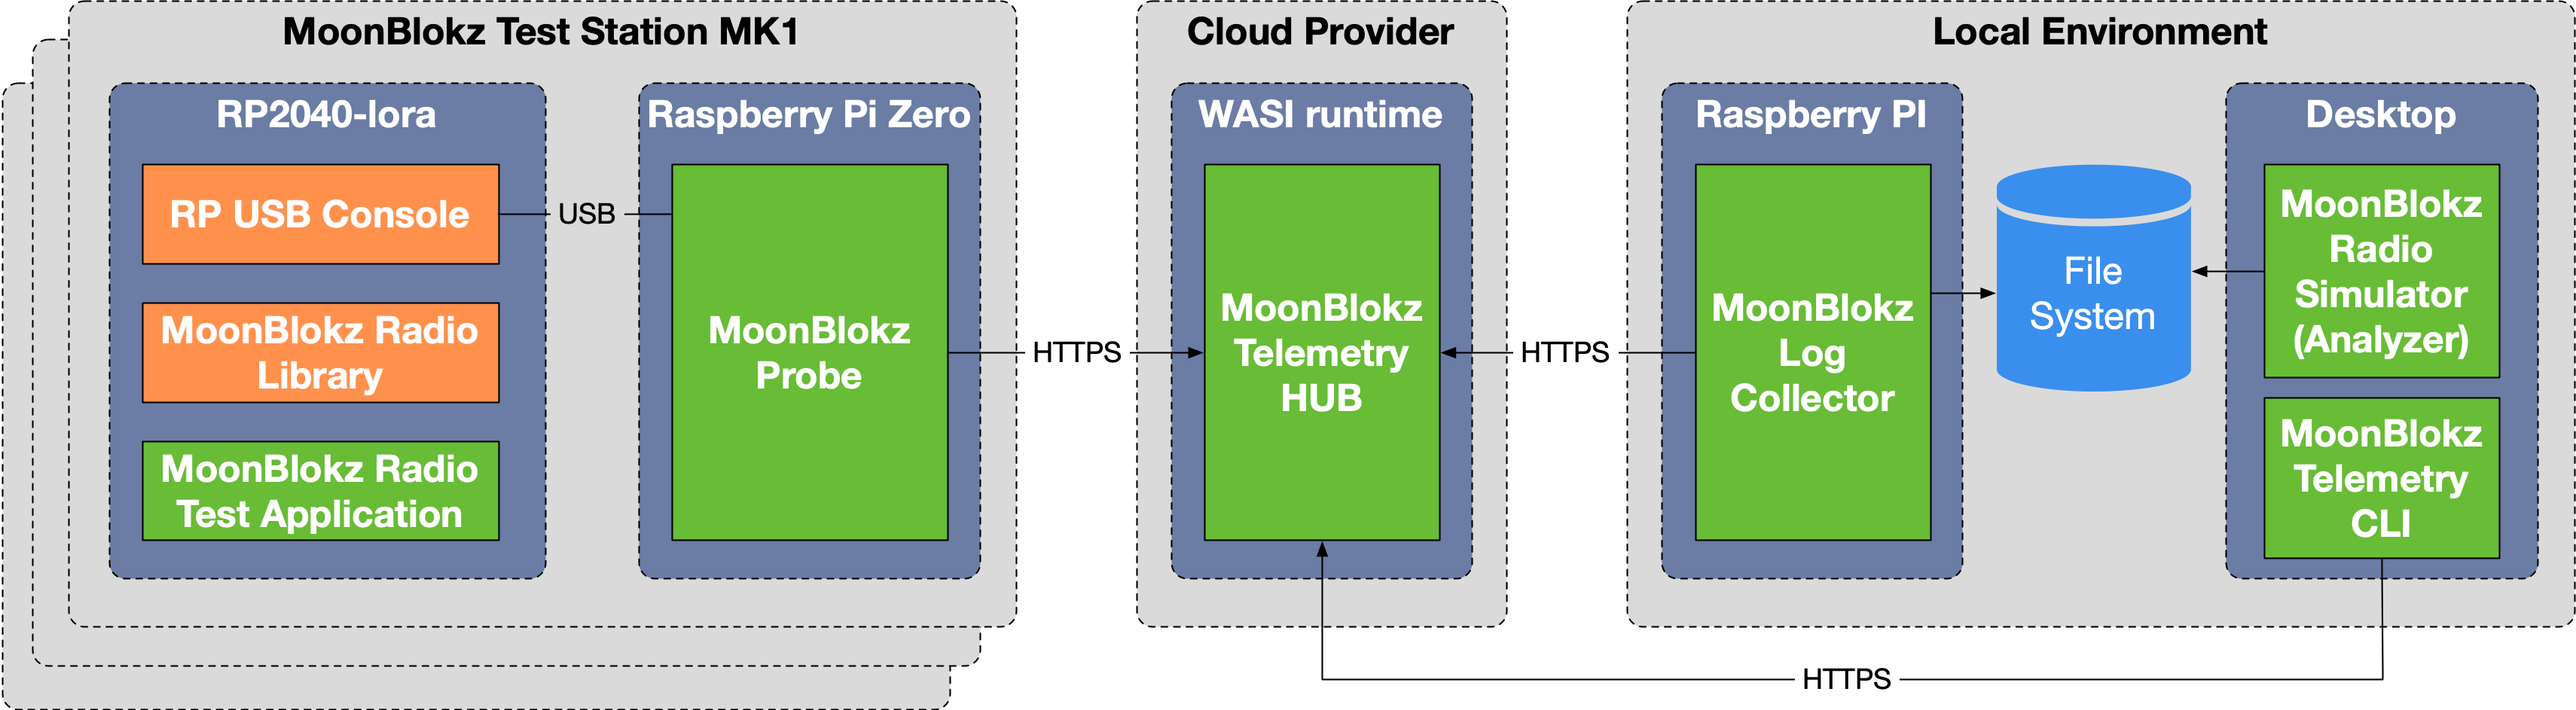 MoonBlokz Test Station MK1
RP2040-lora
RP USB Console
MoonBlokz Radio
Library
MoonBlokz Radio
Test Application
USB
Raspberry Pi Zero
MoonBlokz
Probe
HTTPS
Cloud Provider
WASI runtime
MoonBlokz
Telemetry
HUB
HTTPS
Local Environment
Raspberry PI
MoonBlokz
Log
Collector
File
System
Desktop
MoonBlokz
Radio
Simulator
(Analyzer)
MoonBlokz
Telemetry
CLI
HTTPS